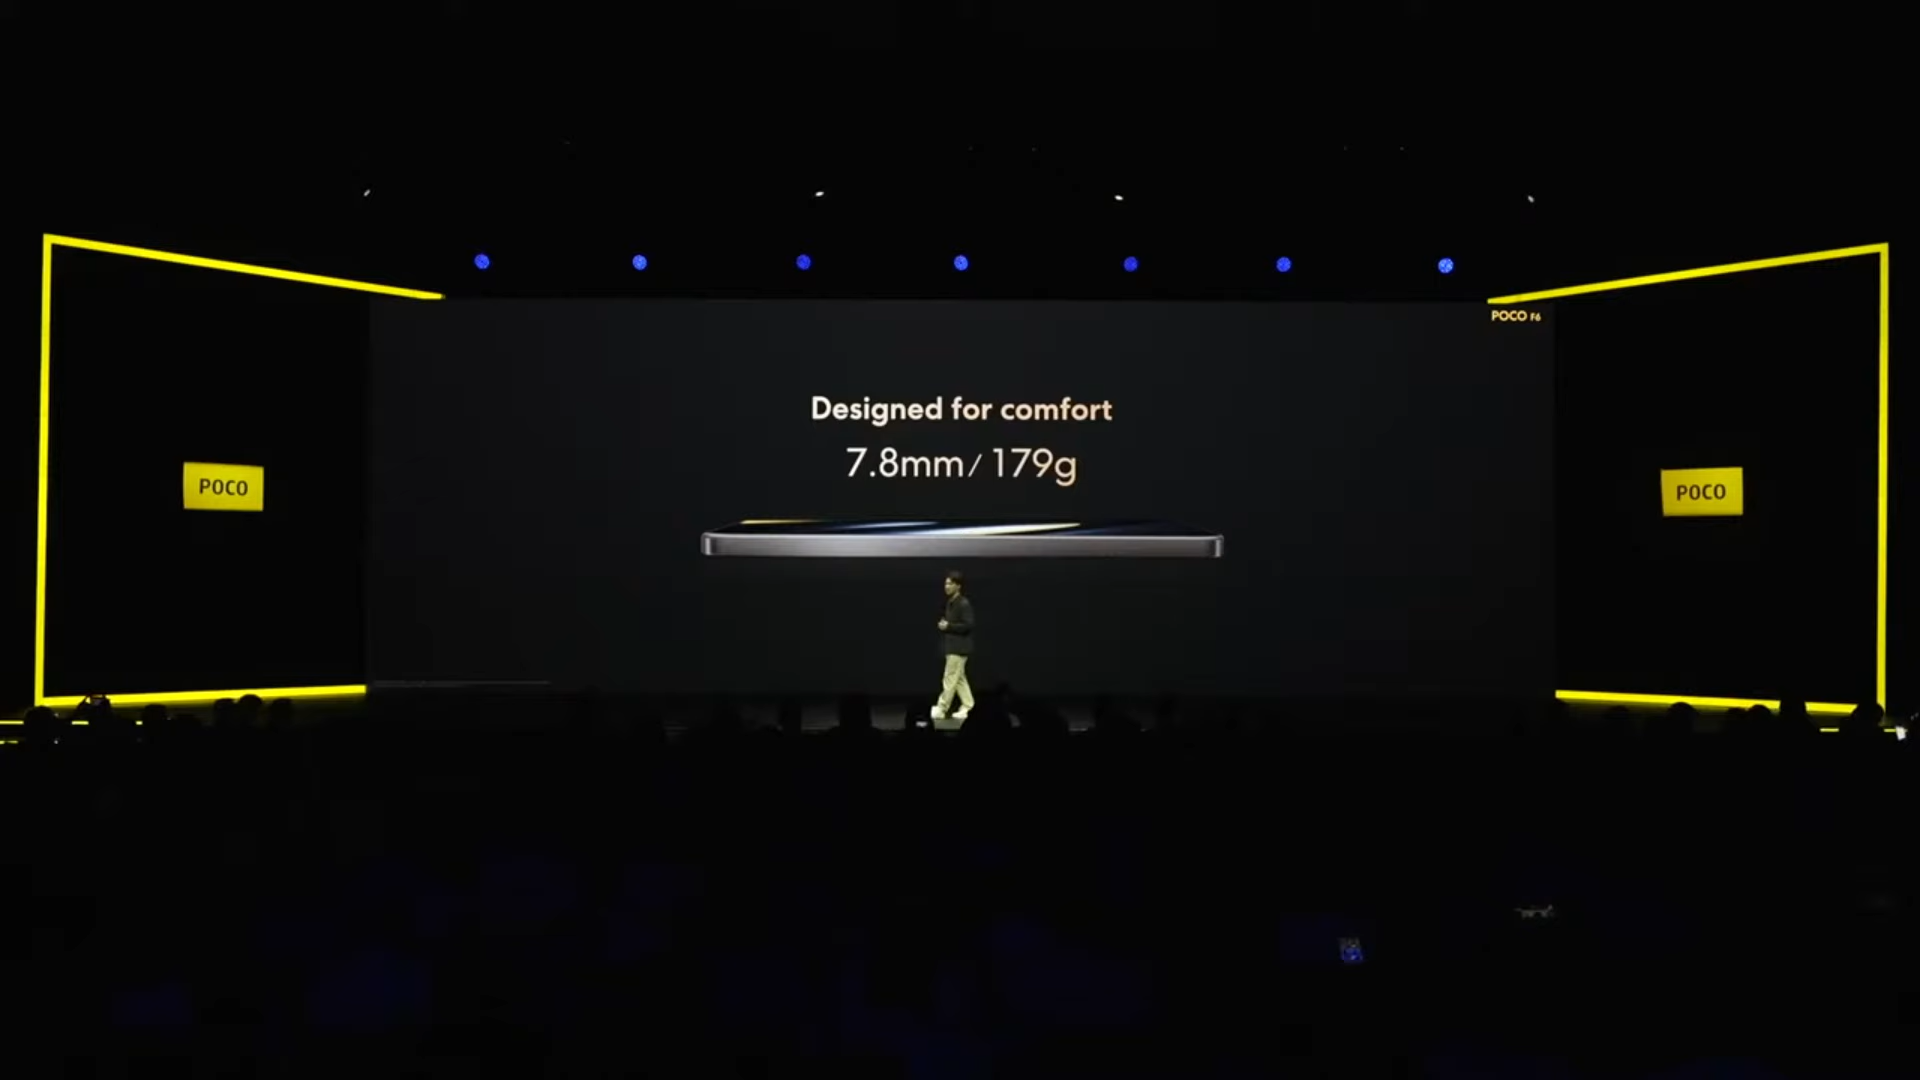 POCO F6
Designed for comfort
7.8mm / 179g
POCO
POCO